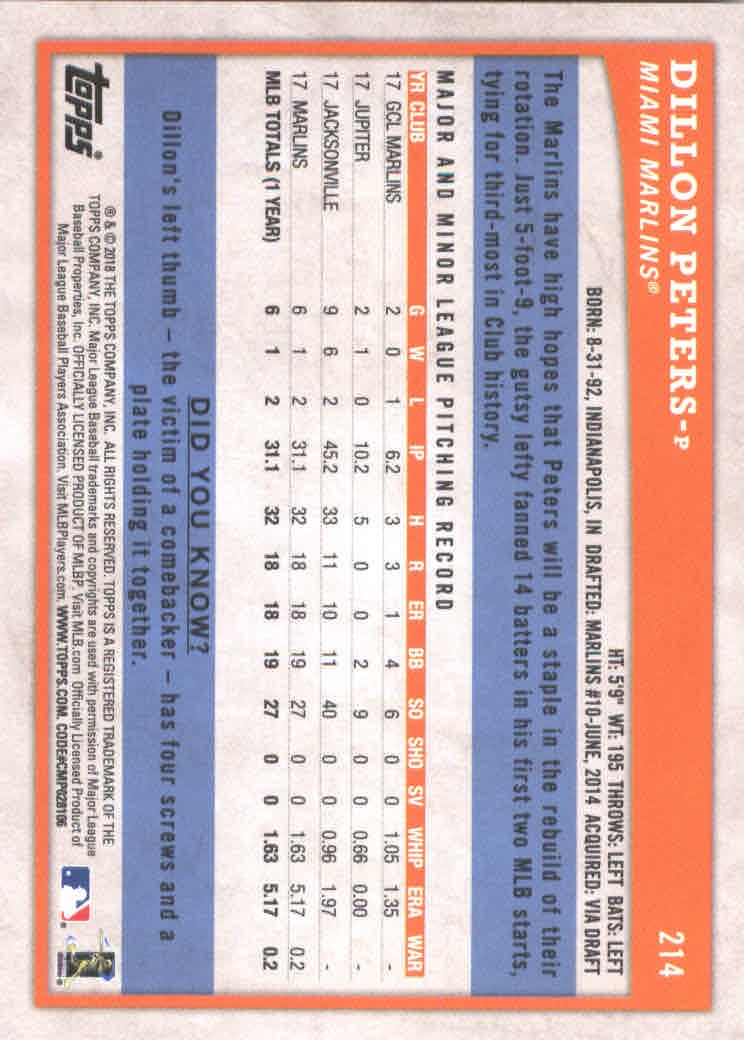 DILLON PETERS-P
MIAMI MARLINS®
214
HT: 5'9" WT: 195 THROWS: LEFT BATS: LEFT
BORN: 8-31-92, INDIANAPOLIS, IN DRAFTED: MARLINS #10-JUNE, 2014 ACQUIRED: VIA DRAFT
The Marlins have high hopes that Peters will be a staple in the rebuild of their
rotation. Just 5-foot-9, the gutsy lefty fanned 14 batters in his first two MLB starts,
tying for third-most in Club history.
MAJOR AND MINOR LEAGUE PITCHING RECORD
YR CLUB G W L IP H R ER BB SO SHO SV WHIP ERA WAR
17 GCL MARLINS 2 0 1 6.2 3 3 1 4 6 0 0 1.05 1.35 -
17 JUPITER 2 1 0 10.2 5 0 0 2 9 0 0 0.66 0.00 -
17 JACKSONVILLE 9 6 2 45.2 33 11 10 11 40 0 0 0.96 1.97 -
17 MARLINS 6 1 2 31.1 32 18 18 19 27 0 0 1.63 5.17 0.2
MLB TOTALS (1 YEAR) 6 1 2 31.1 32 18 18 19 27 0 0 1.63 5.17 0.2
DID YOU KNOW?
Dillon's left thumb – the victim of a comebacker – has four screws and a
plate holding it together.
topps®
® & © 2018 THE TOPPS COMPANY, INC. ALL RIGHTS RESERVED. TOPPS IS A REGISTERED TRADEMARK OF THE
TOPPS COMPANY, INC. Major League Baseball trademarks and copyrights are used with permission of Major League
Baseball Properties, Inc. OFFICIALLY LICENSED PRODUCT OF MLBP. Visit MLB.com Officially Licensed Product of
Major League Baseball Players Association. Visit MLBPlayers.com. WWW.TOPPS.COM. CODE#CMP028106